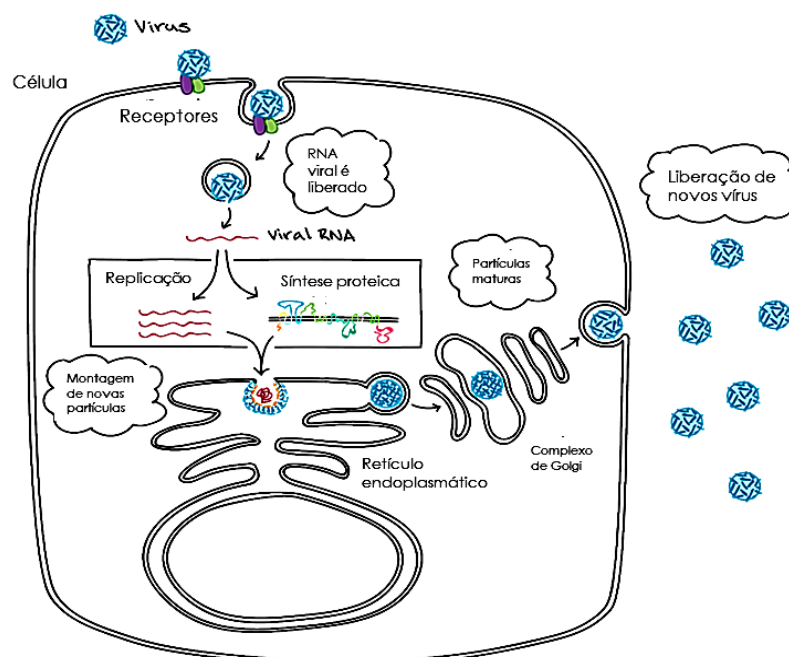 Virus
Célula
Receptores
RNA
viral é
liberado
Liberação de
novos vírus
viral RNA
Partículas
maturas
Replicação
Síntese proteica
Montagem
de novas
partículas
Complexo
de Golgi
Retículo
endoplasmático